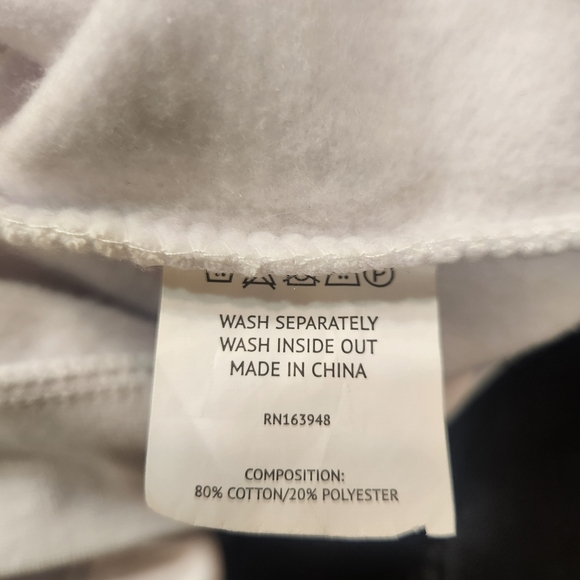 WASH SEPARATELY
WASH INSIDE OUT
MADE IN CHINA
RN163948
COMPOSITION:
80% COTTON/20% POLYESTER